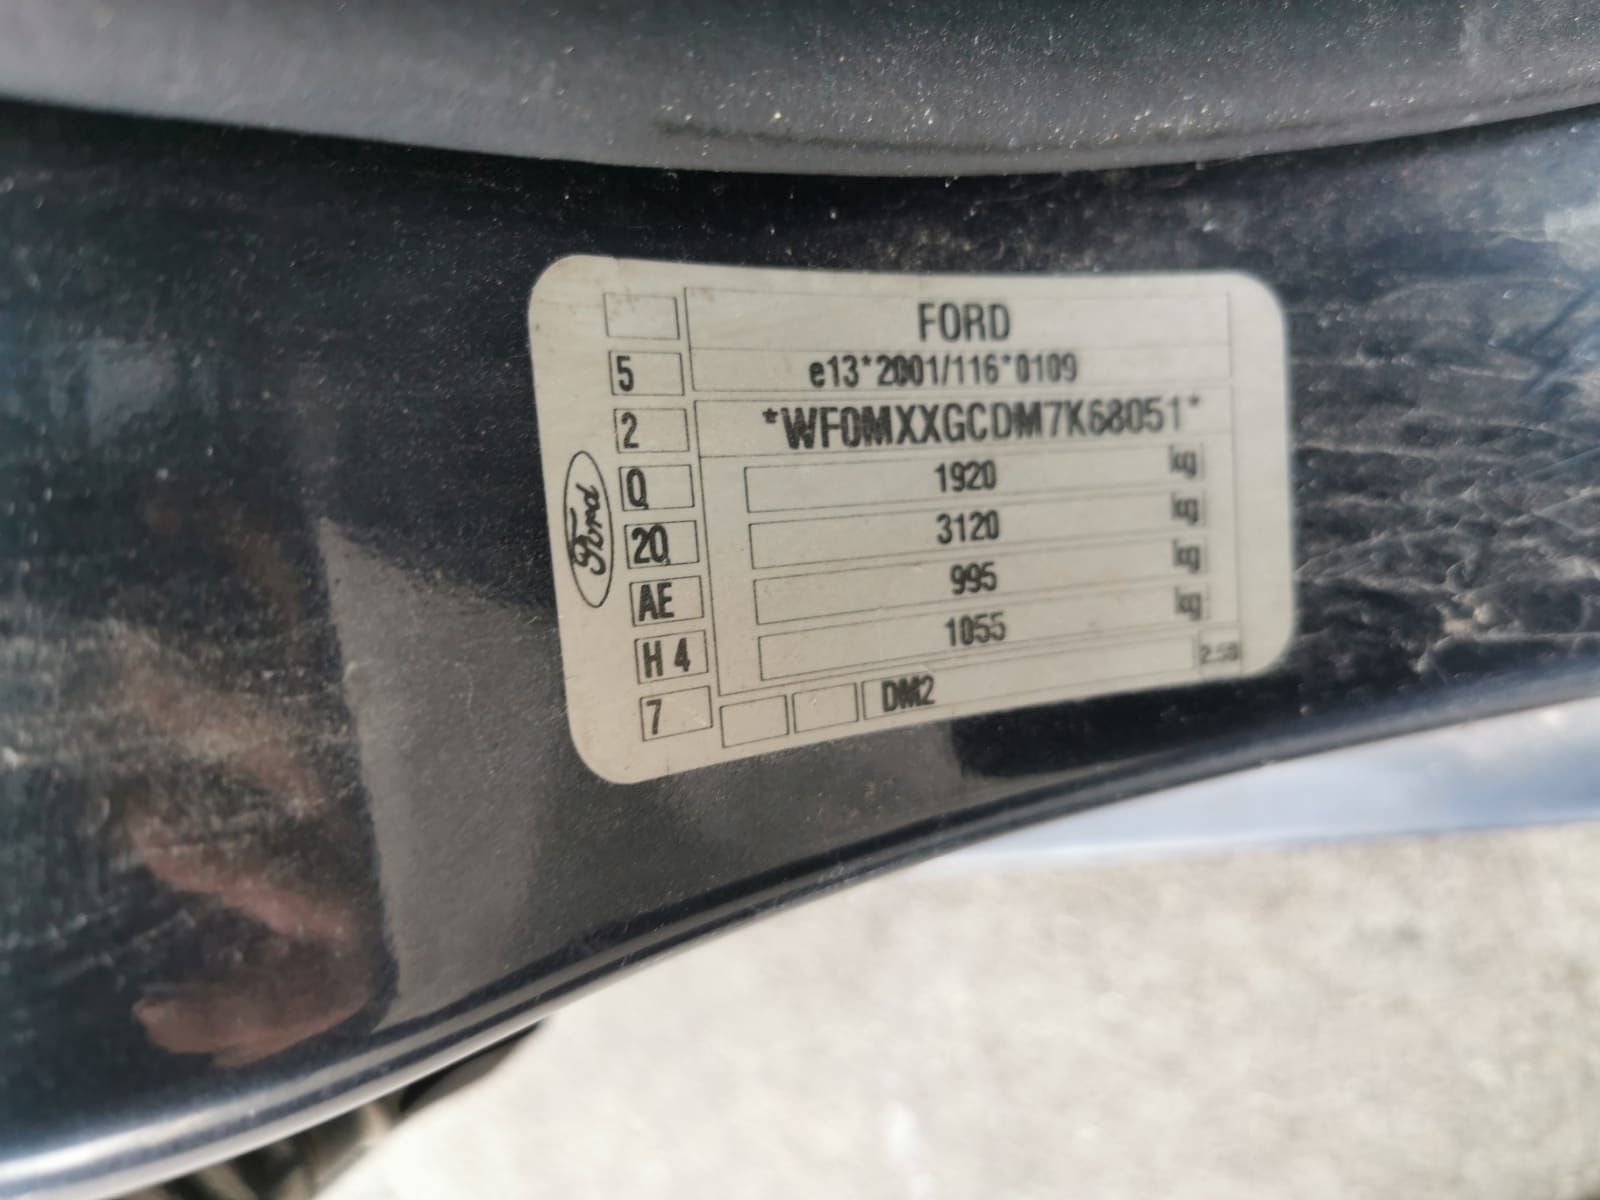 FORD
5 e13*2001/116*0109
2 *WF0MXXGCDM7K68051*
Q 1920 kg
20 3120 kg
AE 995 kg
H 4 1055 kg
7 DM2
Ford